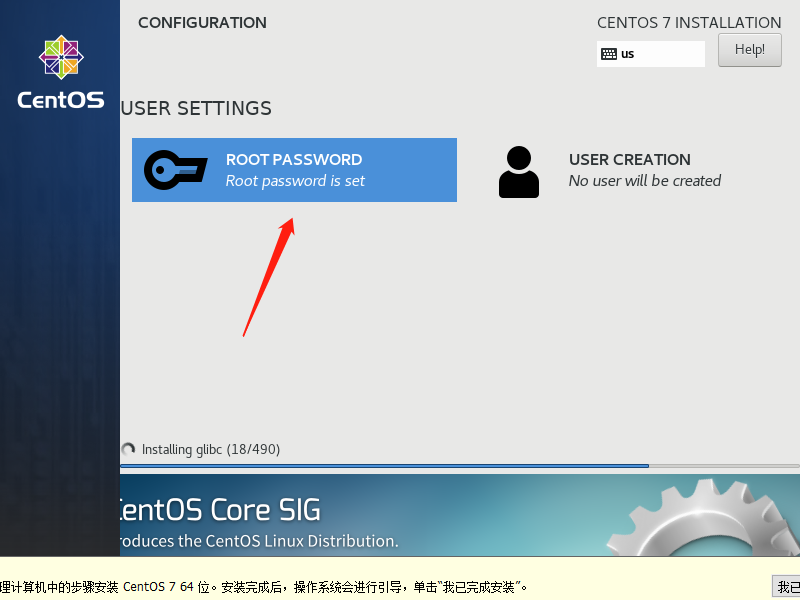 CONFIGURATION
CENTOS 7 INSTALLATION
us
Help!
CentOS
USER SETTINGS
ROOT PASSWORD
Root password is set
USER CREATION
No user will be created
Installing glibc (18/490)
CentOS Core SIG
roduces the CentOS Linux Distribution.
理计算机中的步骤安装 CentOS 7 64 位。安装完成后，操作系统会进行引导，单击“我已完成安装”。
我已